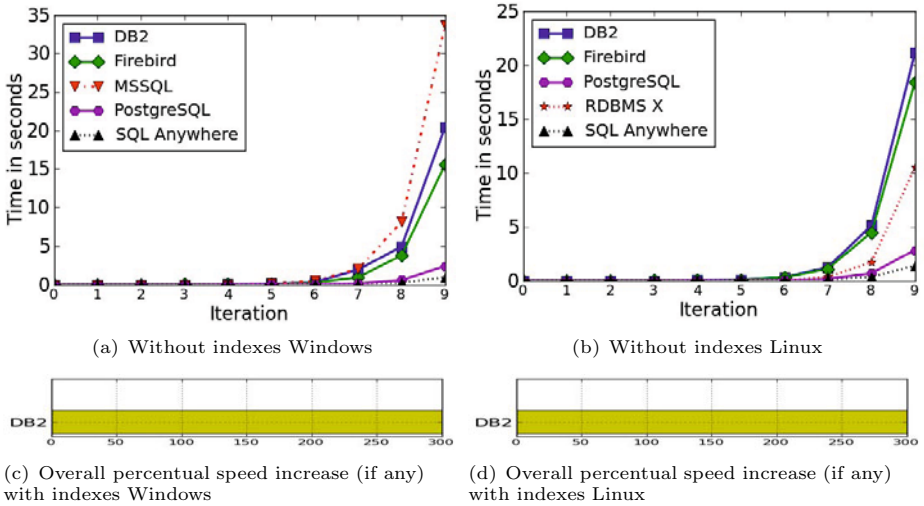 35
30
25
20
15
10
5
0
Time in seconds
DB2
Firebird
MSSQL
PostgreSQL
SQL Anywhere
0 1 2 3 4 5 6 7 8 9
Iteration
(a) Without indexes Windows
25
20
15
10
5
0
Time in seconds
DB2
Firebird
PostgreSQL
RDBMS X
SQL Anywhere
0 1 2 3 4 5 6 7 8 9
Iteration
(b) Without indexes Linux
DB2
0 50 100 150 200 250 300
(c) Overall percentual speed increase (if any)
with indexes Windows
DB2
0 50 100 150 200 250 300
(d) Overall percentual speed increase (if any)
with indexes Linux